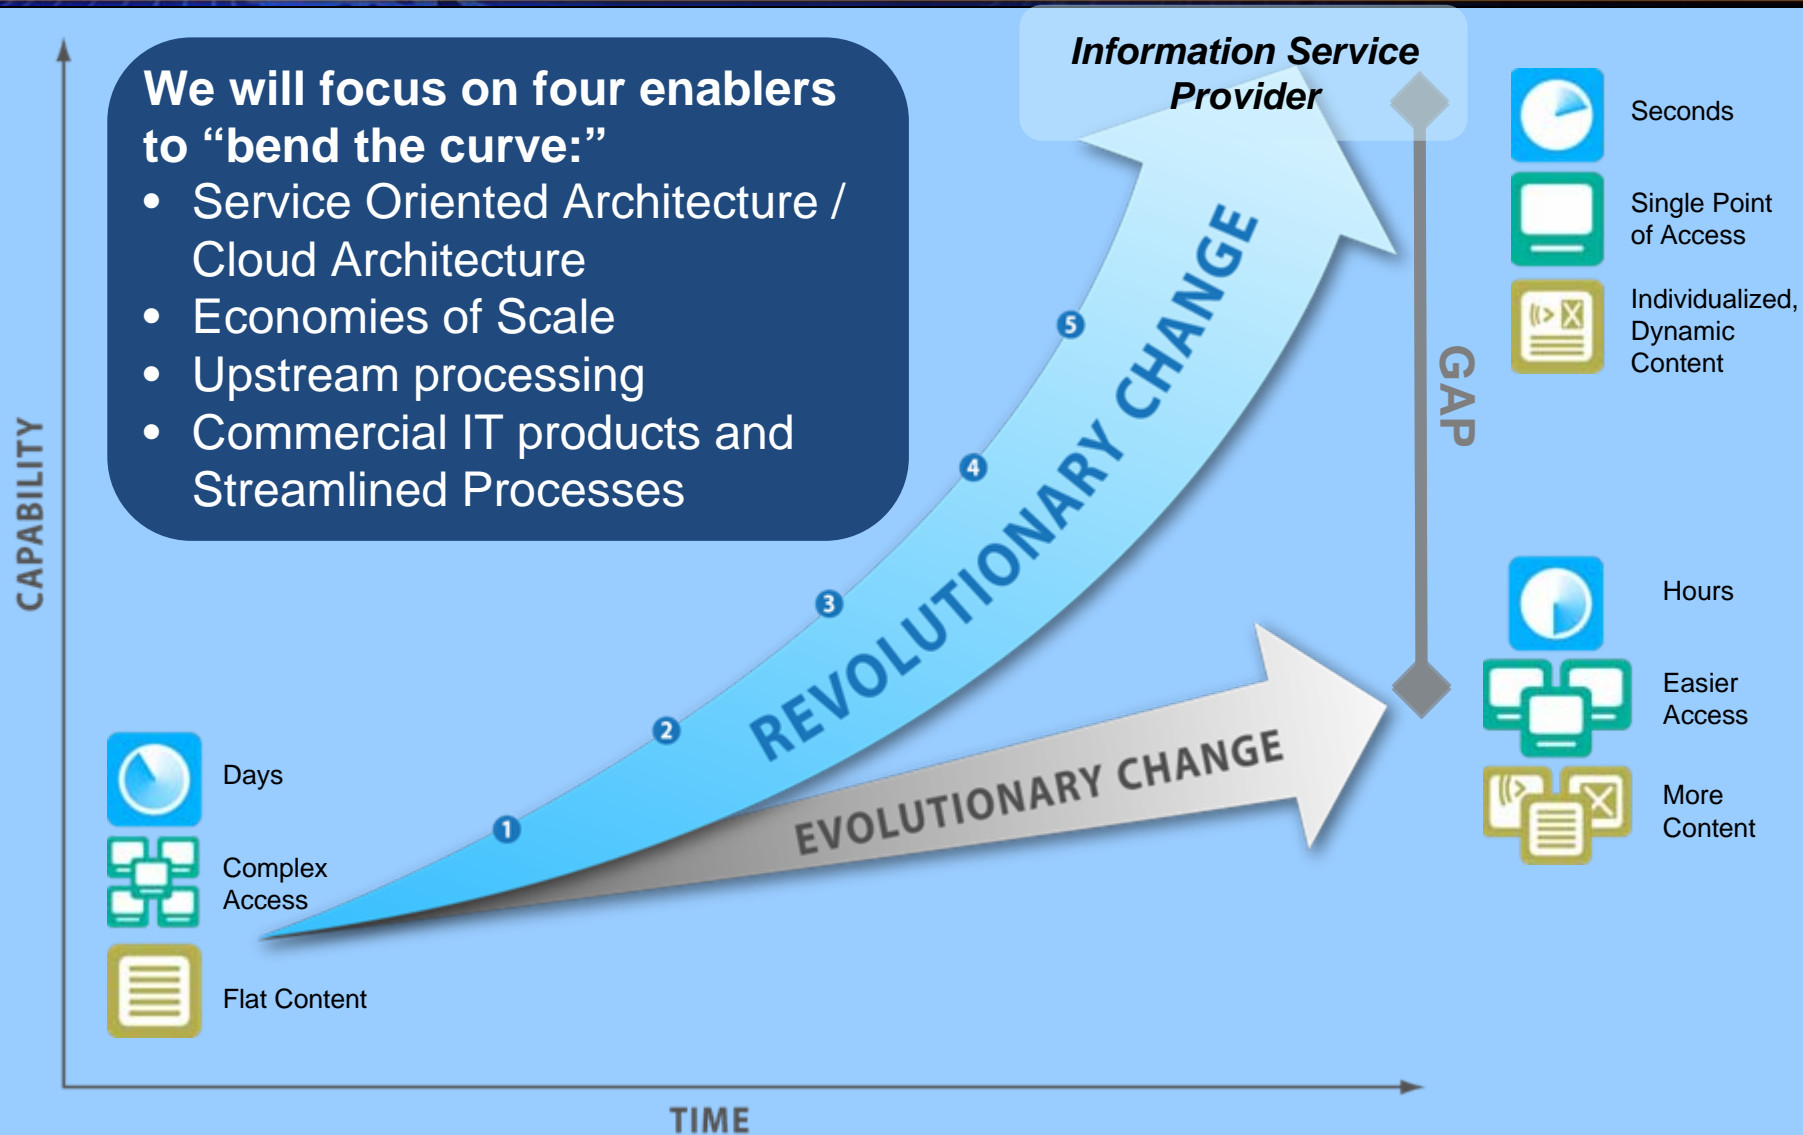 We will focus on four enablers
to “bend the curve:”
• Service Oriented Architecture /
Cloud Architecture
• Economies of Scale
• Upstream processing
• Commercial IT products and
Streamlined Processes
Information Service
Provider
Seconds
Single Point
of Access
Individualized,
Dynamic
Content
GAP
Hours
Easier
Access
More
Content
REVOLUTIONARY CHANGE
EVOLUTIONARY CHANGE
1
2
3
4
5
Days
Complex
Access
Flat Content
CAPABILITY
TIME